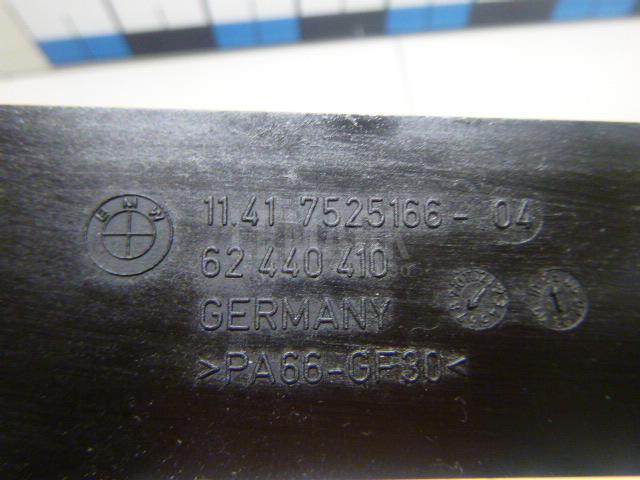 BMW
11.41 7525166-04
62 440 410
GERMANY
>PA66-GF30<